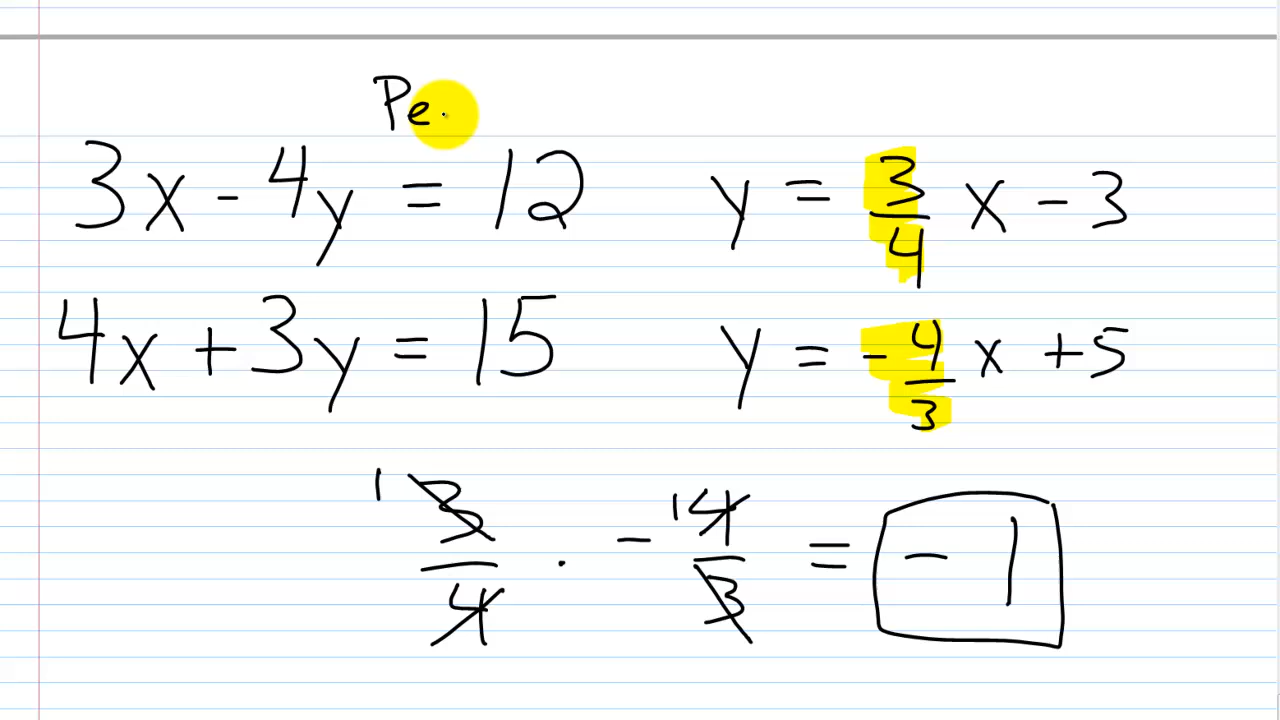 Pe
3x - 4y = 12 y = 3/4 x - 3
4x + 3y = 15 y = -4/3 x + 5
1 3/4 · - 1 4/3 = -1